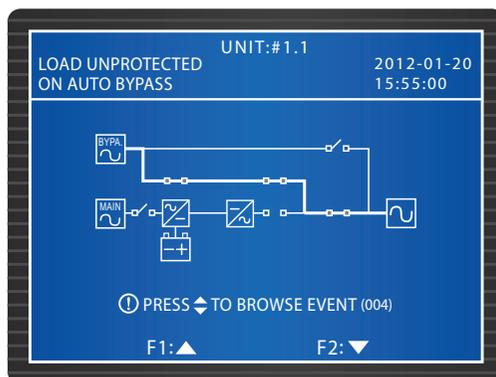 UNIT:#1.1
LOAD UNPROTECTED
ON AUTO BYPASS
2012-01-20
15:55:00
BYPA.
MAIN
PRESS TO BROWSE EVENT (004)
F1: F2: